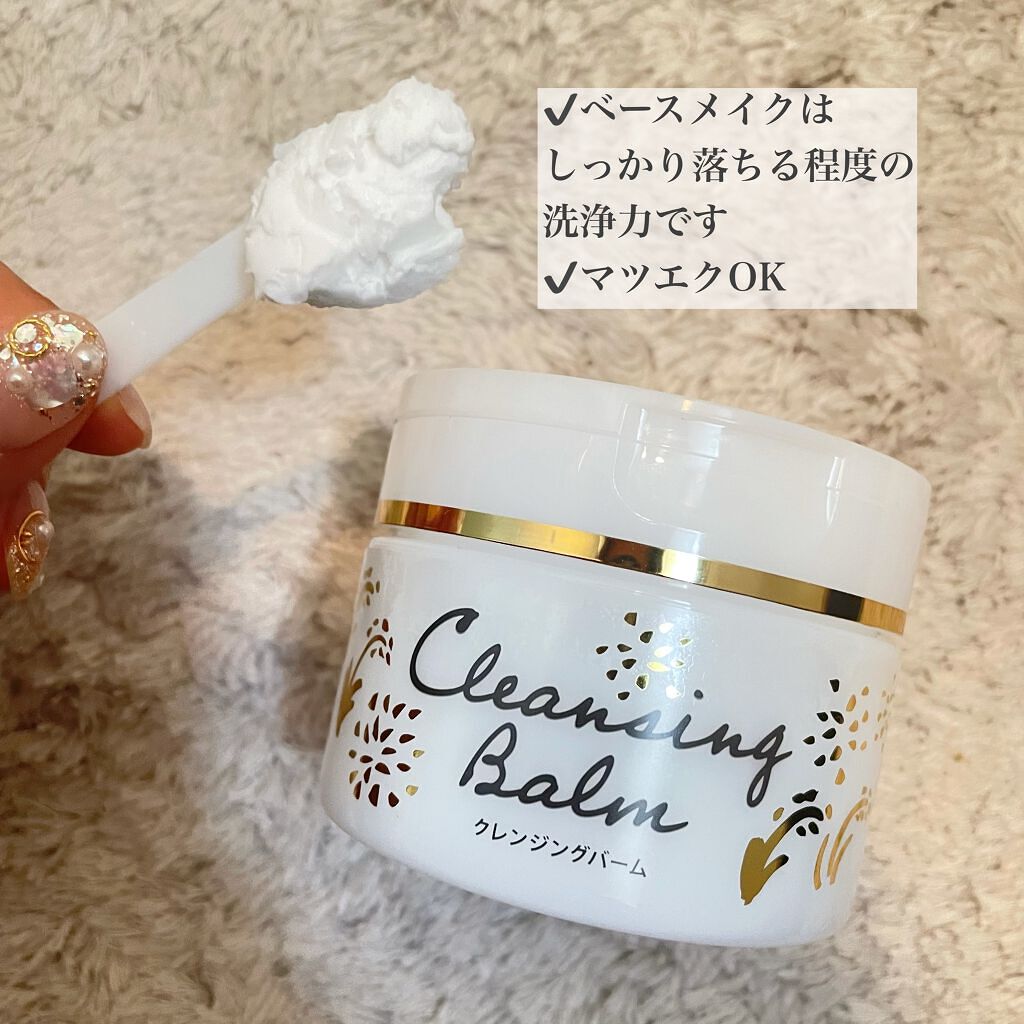 ✓ベースメイクは
しっかり落ちる程度の
洗浄力です
✓マツエクOK
Cleansing
Balm
クレンジングバーム